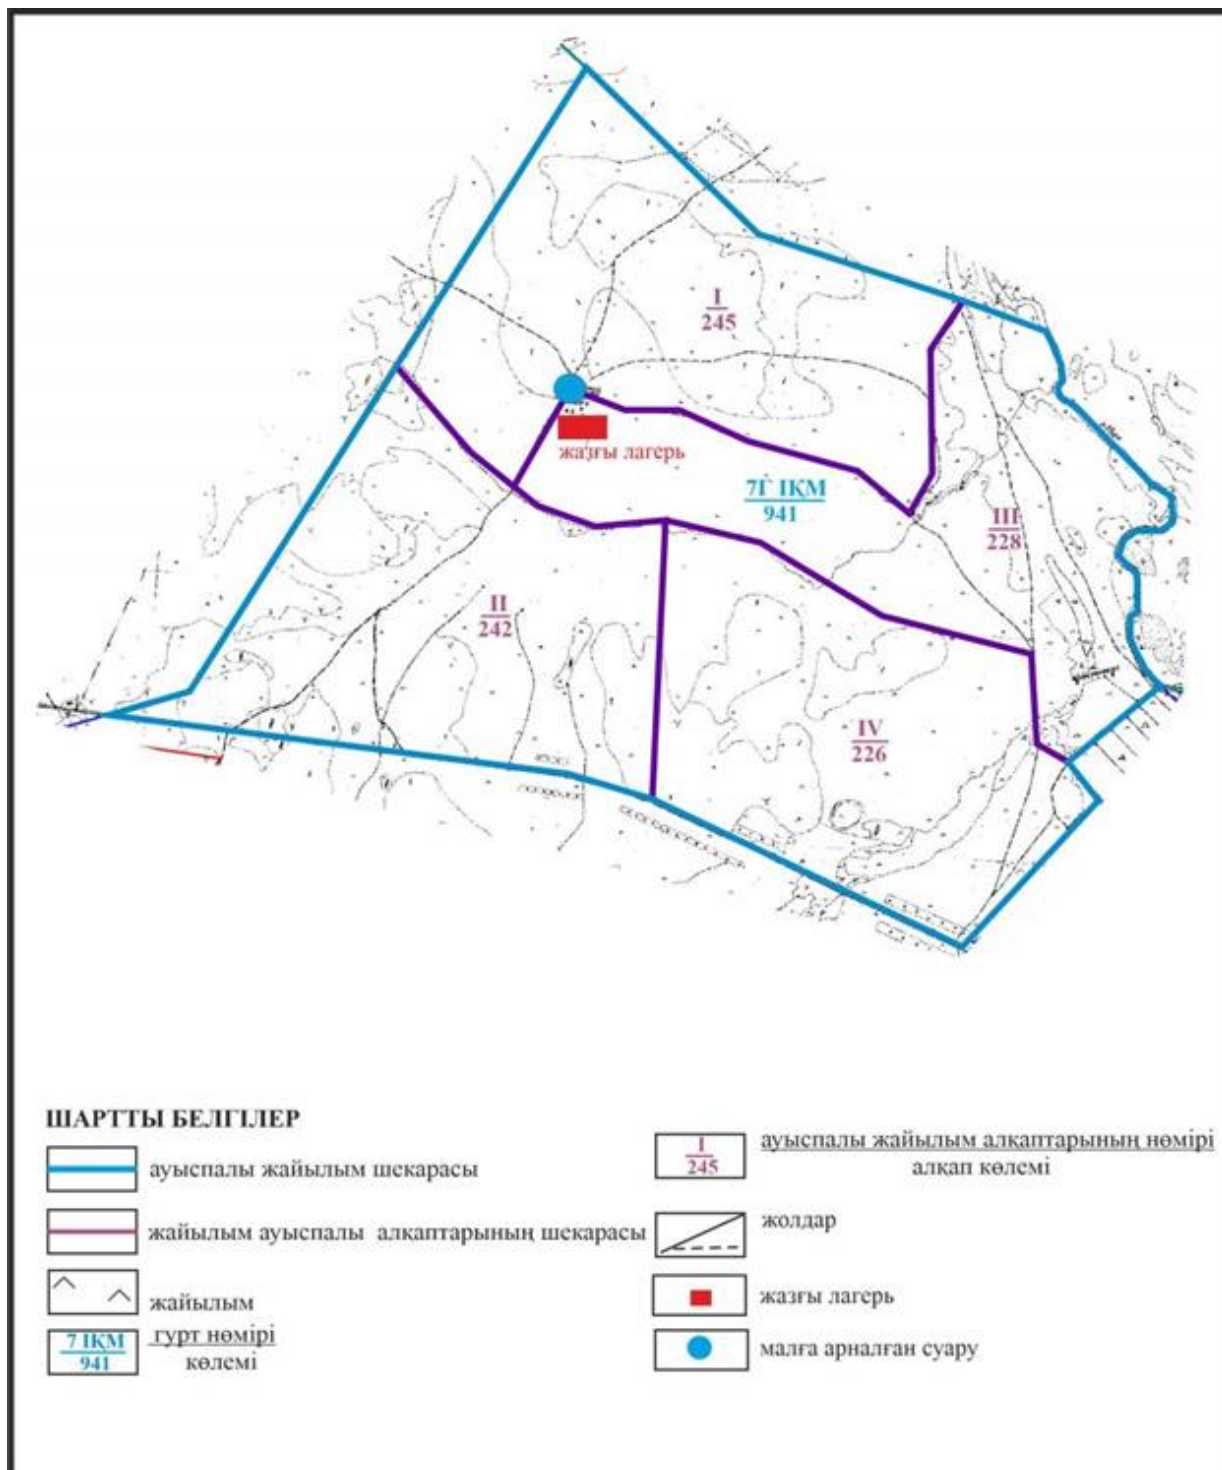 I
245
жазғы лагерь
7Г ІҚМ
941
III
228
II
242
IV
226
ШАРТТЫ БЕЛГІЛЕР
ауыспалы жайылым шекарасы
жайылым ауыспалы алқаптарының шекарасы
жайылым
7 ІҚМ
941
гурт нөмірі
көлемі
I
245
ауыспалы жайылым алқаптарының нөмірі
алқап көлемі
жолдар
жазғы лагерь
малға арналған суару